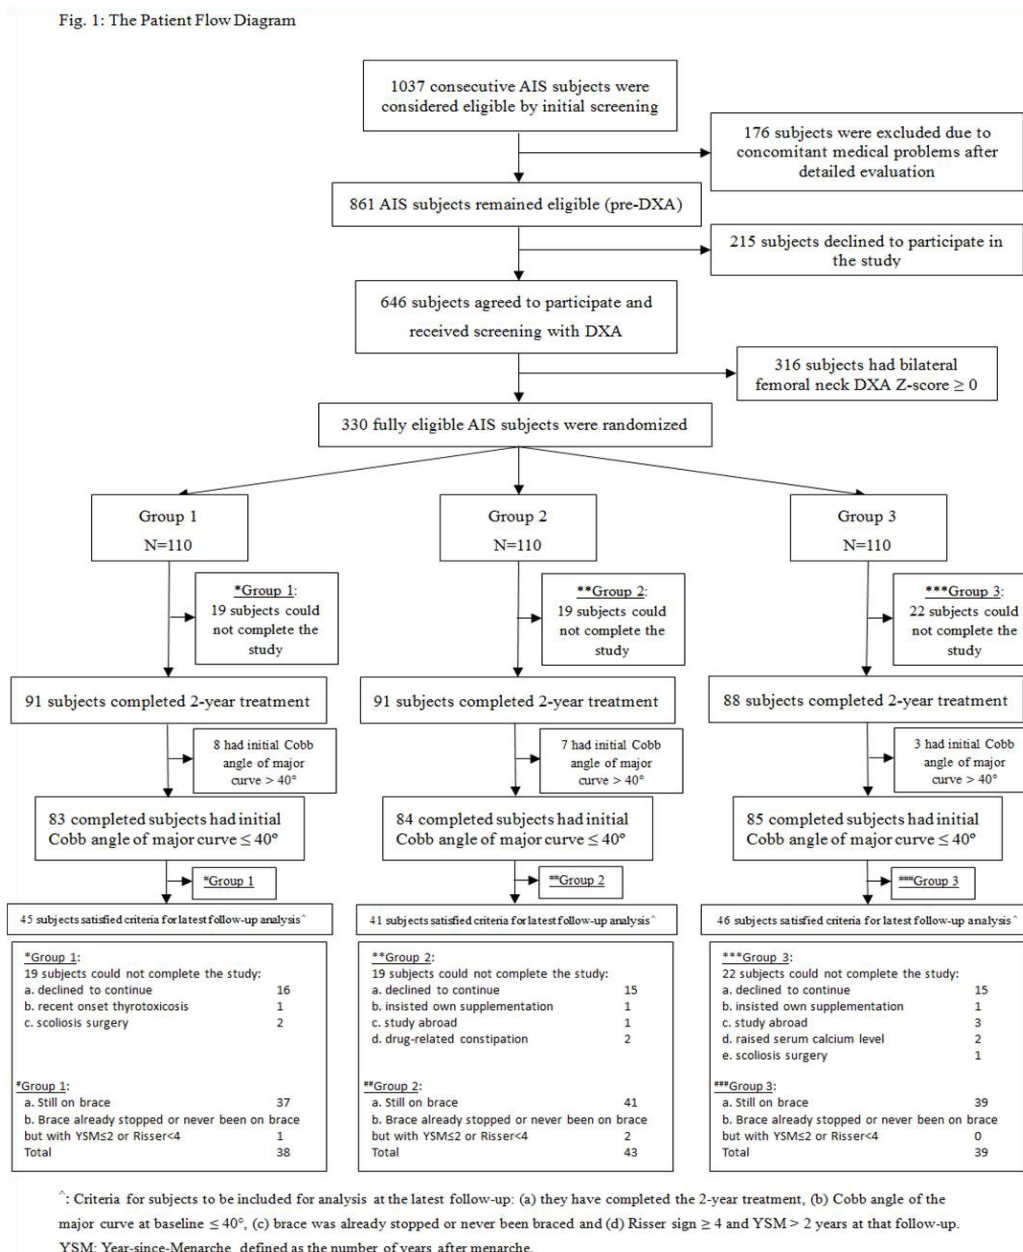 Fig. 1: The Patient Flow Diagram
1037 consecutive AIS subjects were
considered eligible by initial screening
176 subjects were excluded due to
concomitant medical problems after
detailed evaluation
861 AIS subjects remained eligible (pre-DXA)
215 subjects declined to participate in
the study
646 subjects agreed to participate and
received screening with DXA
316 subjects had bilateral
femoral neck DXA Z-score ≥ 0
330 fully eligible AIS subjects were randomized
Group 1
N=110
Group 2
N=110
Group 3
N=110
*Group 1:
19 subjects could
not complete the
study
**Group 2:
19 subjects could
not complete the
study
***Group 3:
22 subjects could
not complete the
study
91 subjects completed 2-year treatment
91 subjects completed 2-year treatment
88 subjects completed 2-year treatment
8 had initial Cobb
angle of major
curve > 40°
7 had initial Cobb
angle of major
curve > 40°
3 had initial Cobb
angle of major
curve > 40°
83 completed subjects had initial
Cobb angle of major curve ≤ 40°
84 completed subjects had initial
Cobb angle of major curve ≤ 40°
85 completed subjects had initial
Cobb angle of major curve ≤ 40°
#Group 1
##Group 2
###Group 3
45 subjects satisfied criteria for latest follow-up analysis^
41 subjects satisfied criteria for latest follow-up analysis^
46 subjects satisfied criteria for latest follow-up analysis^
*Group 1:
19 subjects could not complete the study:
a. declined to continue 16
b. recent onset thyrotoxicosis 1
c. scoliosis surgery 2
#Group 1:
a. Still on brace 37
b. Brace already stopped or never been on brace
but with YSM≤2 or Risser<4 1
Total 38
**Group 2:
19 subjects could not complete the study:
a. declined to continue 15
b. insisted own supplementation 1
c. study abroad 1
d. drug-related constipation 2
##Group 2:
a. Still on brace 41
b. Brace already stopped or never been on brace
but with YSM≤2 or Risser<4 2
Total 43
***Group 3:
22 subjects could not complete the study:
a. declined to continue 15
b. insisted own supplementation 1
c. study abroad 3
d. raised serum calcium level 2
e. scoliosis surgery 1
###Group 3:
a. Still on brace 39
b. Brace already stopped or never been on brace
but with YSM≤2 or Risser<4 0
Total 39
^: Criteria for subjects to be included for analysis at the latest follow-up: (a) they have completed the 2-year treatment, (b) Cobb angle of the
major curve at baseline ≤ 40°, (c) brace was already stopped or never been braced and (d) Risser sign ≥ 4 and YSM > 2 years at that follow-up.
YSM: Year-since-Menarche defined as the number of years after menarche.